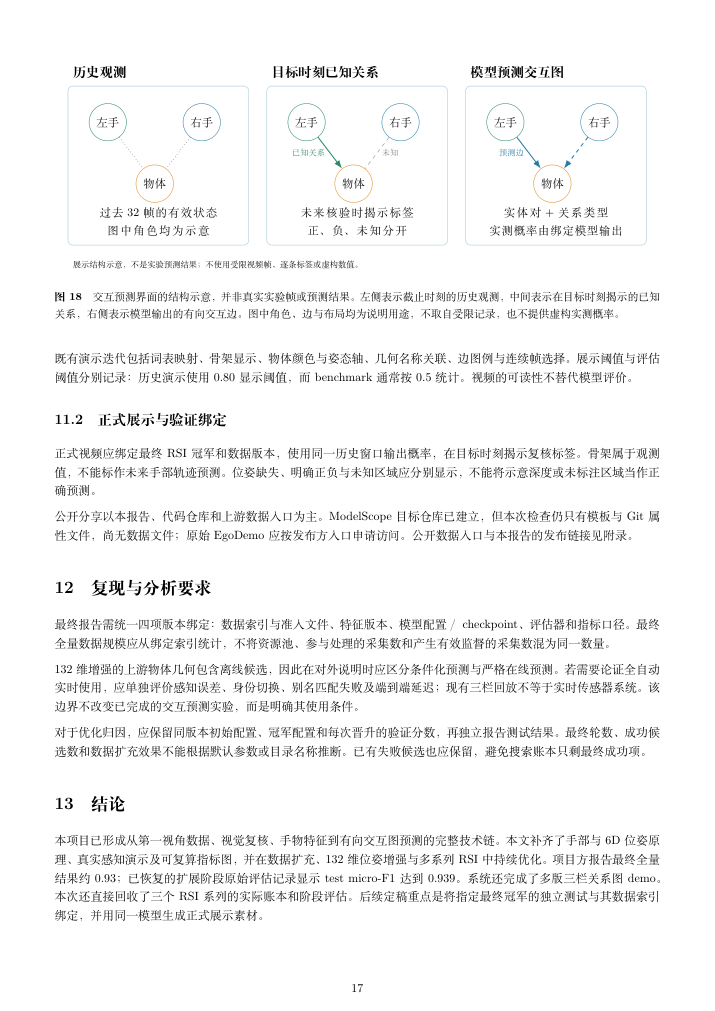 历史观测
目标时刻已知关系
模型预测交互图
左手
右手
物体
过去 32 帧的有效状态
图中角色均为示意
左手
右手
已知关系
未知
物体
未来核验时揭示标签
正、负、未知分开
左手
右手
预测边
物体
实体对 + 关系类型
实测概率由绑定模型输出
展示结构示意，不是实验预测结果；不使用受限视频帧、逐条标签或虚构数值。
图 18 交互预测界面的结构示意，并非真实实验帧或预测结果。左侧表示截止时刻的历史观测，中间表示在目标时刻揭示的已知
关系，右侧表示模型输出的有向交互边。图中角色、边与布局均为说明用途，不取自受限记录，也不提供虚构实测概率。
既有演示迭代包括词表映射、骨架显示、物体颜色与姿态轴、几何名称关联、边图例与连续帧选择。展示阈值与评估
阈值分别记录：历史演示使用 0.80 显示阈值，而 benchmark 通常按 0.5 统计。视频的可读性不替代模型评价。
11.2 正式展示与验证绑定
正式视频应绑定最终 RSI 冠军和数据版本，使用同一历史窗口输出概率，在目标时刻揭示复核标签。骨架属于观测
值，不能标作未来手部轨迹预测。位姿缺失、明确正负与未知区域应分别显示，不能将示意深度或未标注区域当作正
确预测。
公开分享以本报告、代码仓库和上游数据入口为主。ModelScope 目标仓库已建立，但本次检查仍只有模板与 Git 属
性文件，尚无数据文件；原始 EgoDemo 应按发布方入口申请访问。公开数据入口与本报告的发布链接见附录。
12 复现与分析要求
最终报告需统一四项版本绑定：数据索引与准入文件、特征版本、模型配置 / checkpoint、评估器和指标口径。最终
全量数据规模应从绑定索引统计，不将资源池、参与处理的采集数和产生有效监督的采集数混为同一数量。
132 维增强的上游物体几何包含离线候选，因此在对外说明时应区分条件化预测与严格在线预测。若需要论证全自动
实时使用，应单独评价感知误差、身份切换、别名匹配失败及端到端延迟；现有三栏回放不等于实时传感器系统。该
边界不改变已完成的交互预测实验，而是明确其使用条件。
对于优化归因，应保留同版本初始配置、冠军配置和每次晋升的验证分数，再独立报告测试结果。最终轮数、成功候
选数和数据扩充效果不能根据默认参数或目录名称推断。已有失败候选也应保留，避免搜索账本只剩最终成功项。
13 结论
本项目已形成从第一视角数据、视觉复核、手物特征到有向交互图预测的完整技术链。本文补齐了手部与 6D 位姿原
理、真实感知演示及可复算指标图，并在数据扩充、132 维位姿增强与多系列 RSI 中持续优化。项目方报告最终全量
结果约 0.93；已恢复的扩展阶段原始评估记录显示 test micro-F1 达到 0.939。系统还完成了多版三栏关系图 demo。
本次还直接回收了三个 RSI 系列的实际账本和阶段评估。后续定稿重点是将指定最终冠军的独立测试与其数据索引
绑定，并用同一模型生成正式展示素材。
17